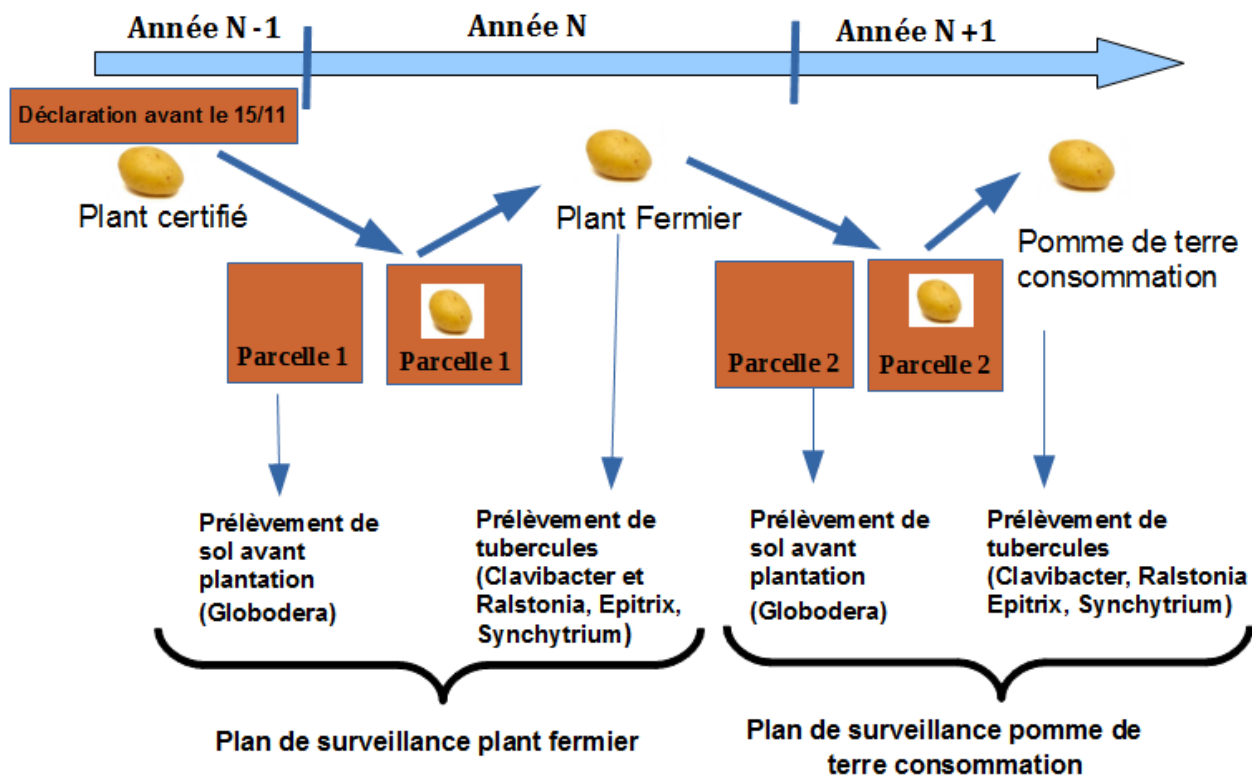 Année N-1
Année N
Année N+1
Déclaration avant le 15/11
Plant certifié
Plant Fermier
Pomme de terre
consommation
Parcelle 1
Parcelle 1
Parcelle 2
Parcelle 2
Prélèvement de
sol avant
plantation
(Globodera)
Prélèvement de
tubercules
(Clavibacter et
Ralstonia, Epitrix,
Synchytrium)
Prélèvement de
sol avant
plantation
(Globodera)
Prélèvement de
tubercules
(Clavibacter, Ralstonia
Epitrix, Synchytrium)
Plan de surveillance plant fermier
Plan de surveillance pomme de
terre consommation